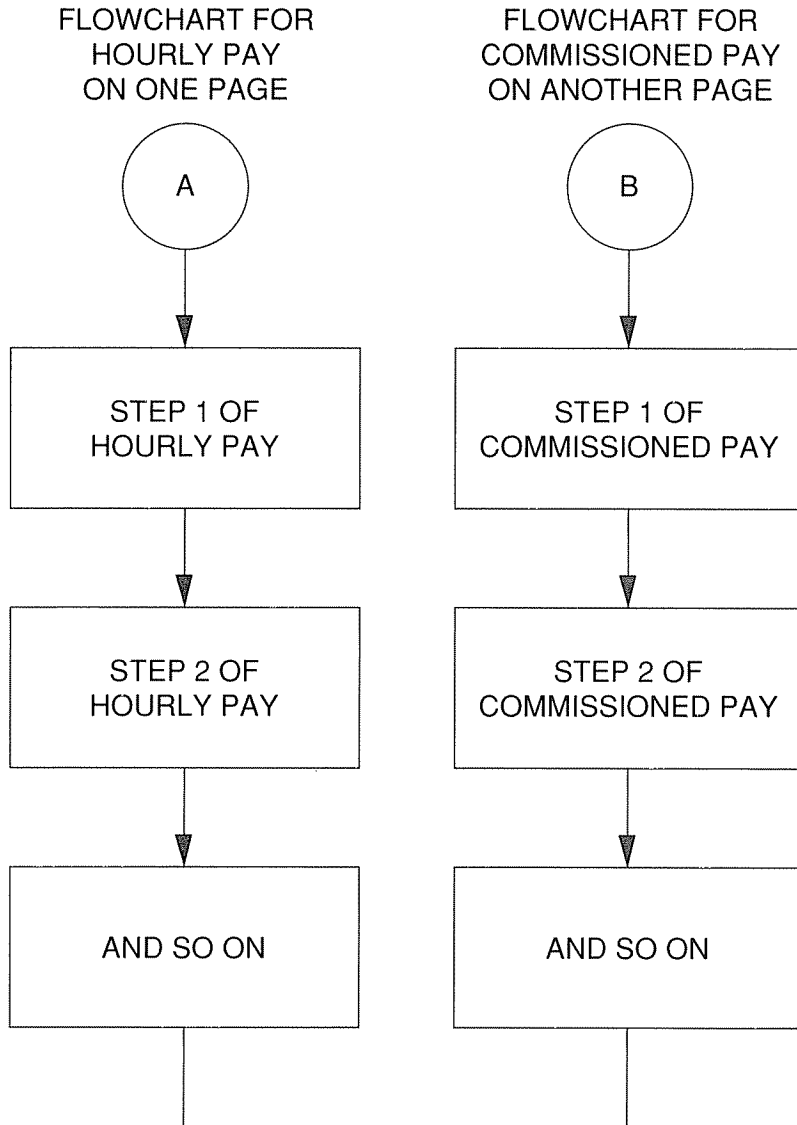 FLOWCHART FOR
HOURLY PAY
ON ONE PAGE
A
STEP 1 OF
HOURLY PAY
STEP 2 OF
HOURLY PAY
AND SO ON
FLOWCHART FOR
COMMISSIONED PAY
ON ANOTHER PAGE
B
STEP 1 OF
COMMISSIONED PAY
STEP 2 OF
COMMISSIONED PAY
AND SO ON